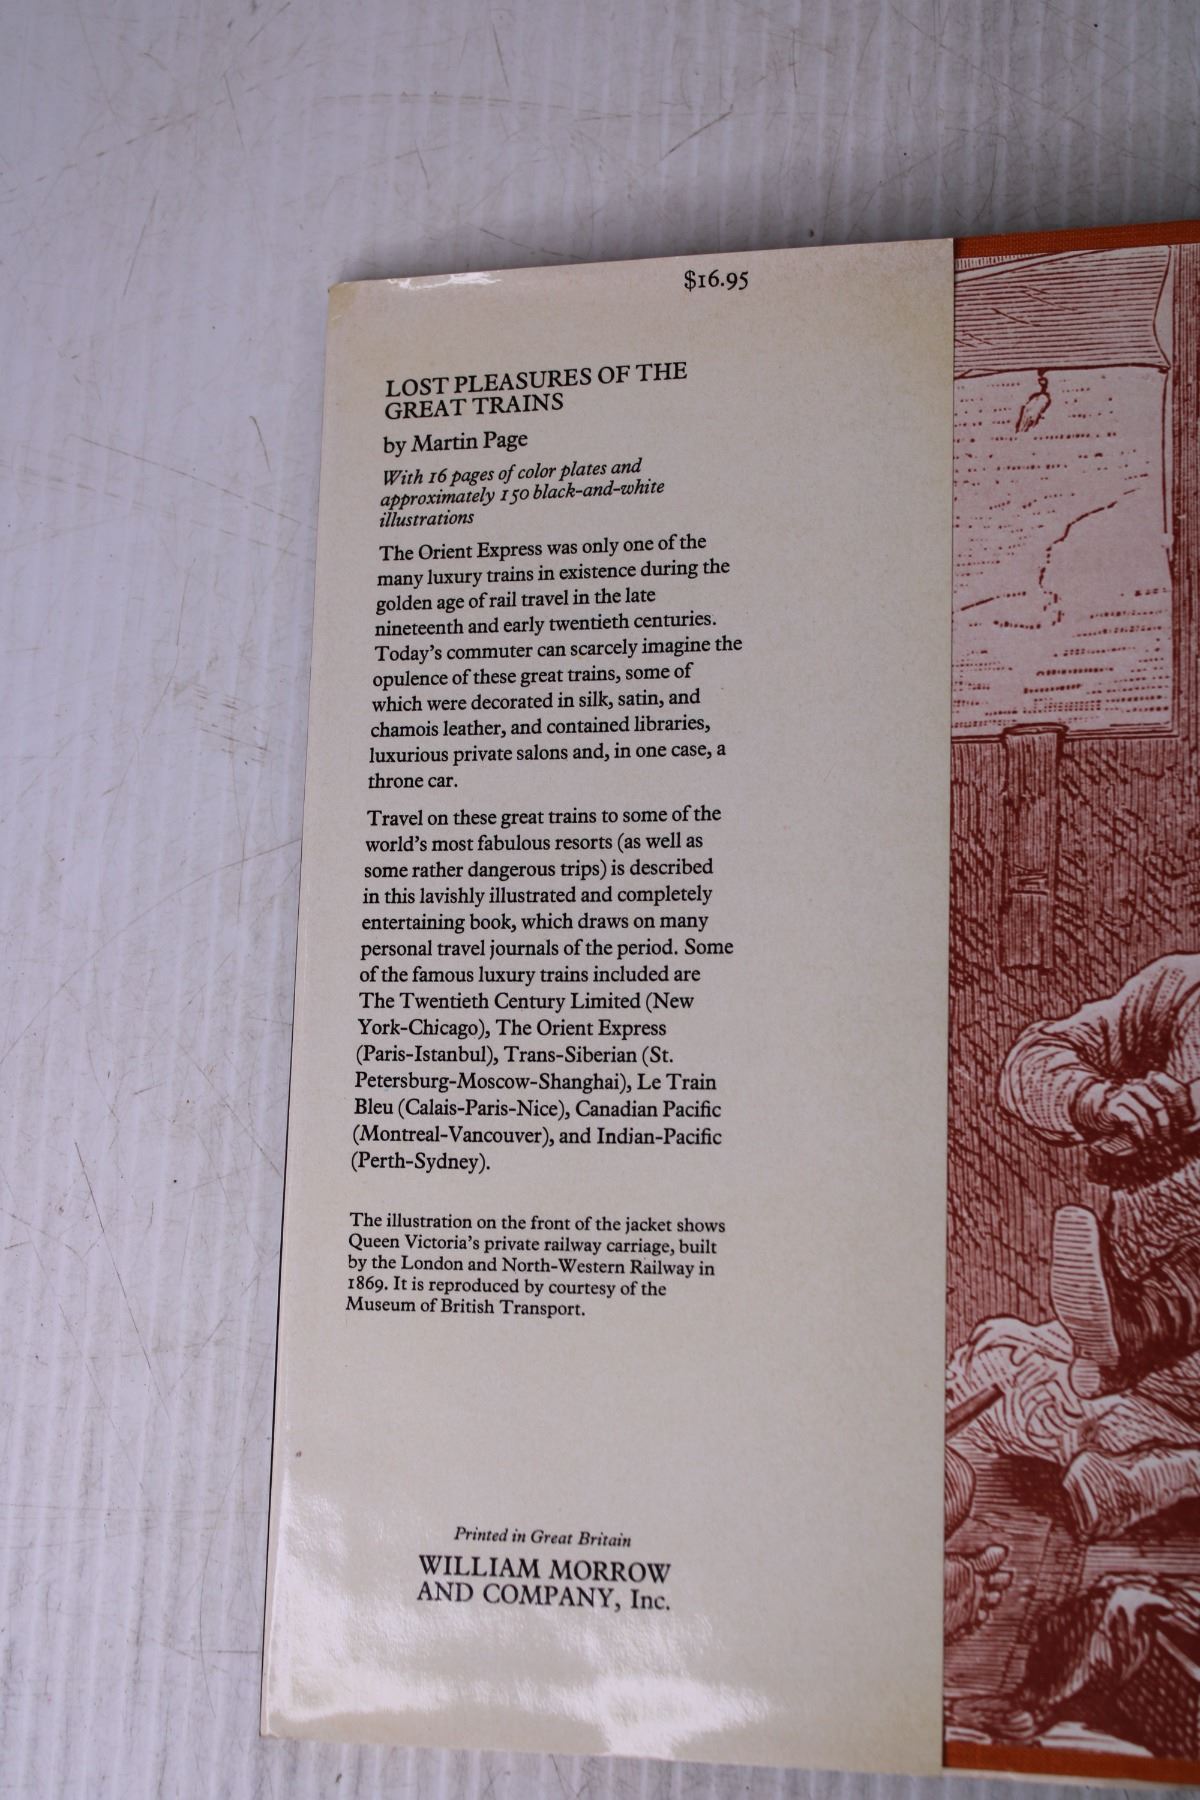 $16.95
LOST PLEASURES OF THE
GREAT TRAINS
by Martin Page
With 16 pages of color plates and
approximately 150 black-and-white
illustrations
The Orient Express was only one of the
many luxury trains in existence during the
golden age of rail travel in the late
nineteenth and early twentieth centuries.
Today's commuter can scarcely imagine the
opulence of these great trains, some of
which were decorated in silk, satin, and
chamois leather, and contained libraries,
luxurious private salons and, in one case, a
throne car.
Travel on these great trains to some of the
world's most fabulous resorts (as well as
some rather dangerous trips) is described
in this lavishly illustrated and completely
entertaining book, which draws on many
personal travel journals of the period. Some
of the famous luxury trains included are
The Twentieth Century Limited (New
York-Chicago), The Orient Express
(Paris-Istanbul), Trans-Siberian (St.
Petersburg-Moscow-Shanghai), Le Train
Bleu (Calais-Paris-Nice), Canadian Pacific
(Montreal-Vancouver), and Indian-Pacific
(Perth-Sydney).
The illustration on the front of the jacket shows
Queen Victoria's private railway carriage, built
by the London and North-Western Railway in
1869. It is reproduced by courtesy of the
Museum of British Transport.
Printed in Great Britain
WILLIAM MORROW
AND COMPANY, Inc.